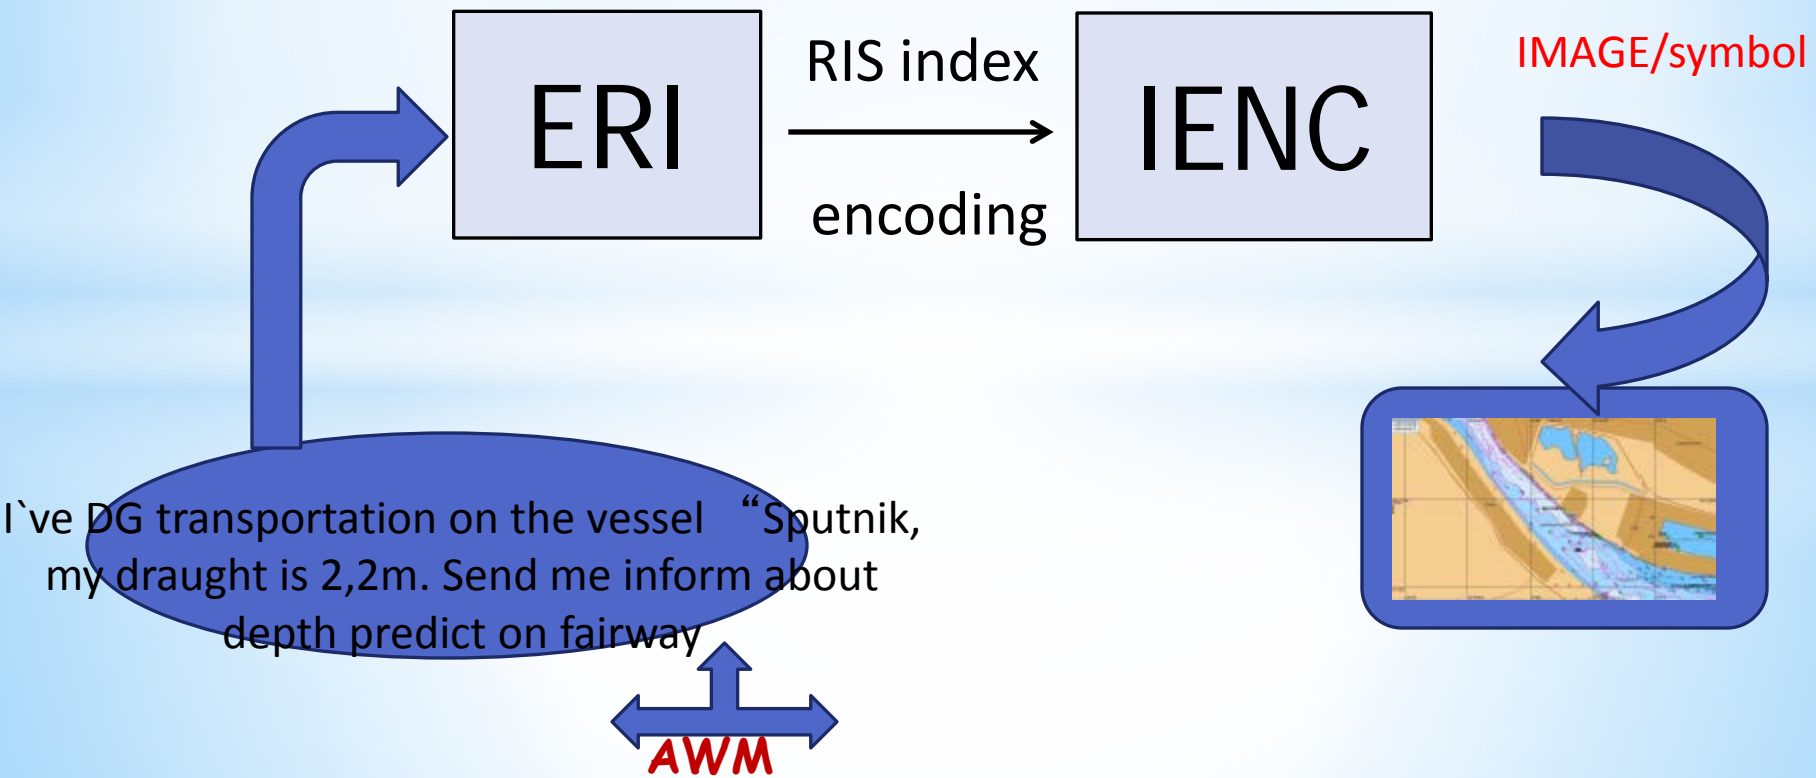 ERI
RIS index
encoding
IENC
IMAGE/symbol
I`ve DG transportation on the vessel “Sputnik,
my draught is 2,2m. Send me inform about
depth predict on fairway
AWM